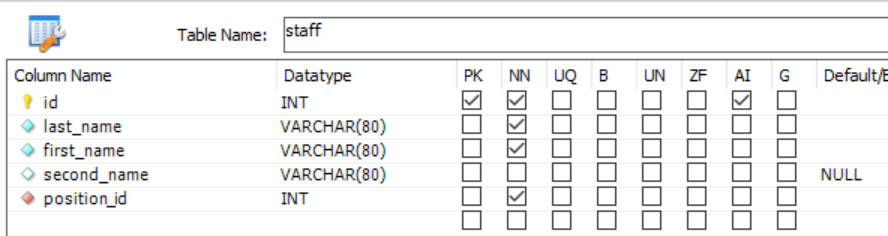 Table Name: staff
Column Name Datatype PK NN UQ B UN ZF AI G Default/E
id INT
last_name VARCHAR(80)
first_name VARCHAR(80)
second_name VARCHAR(80) NULL
position_id INT